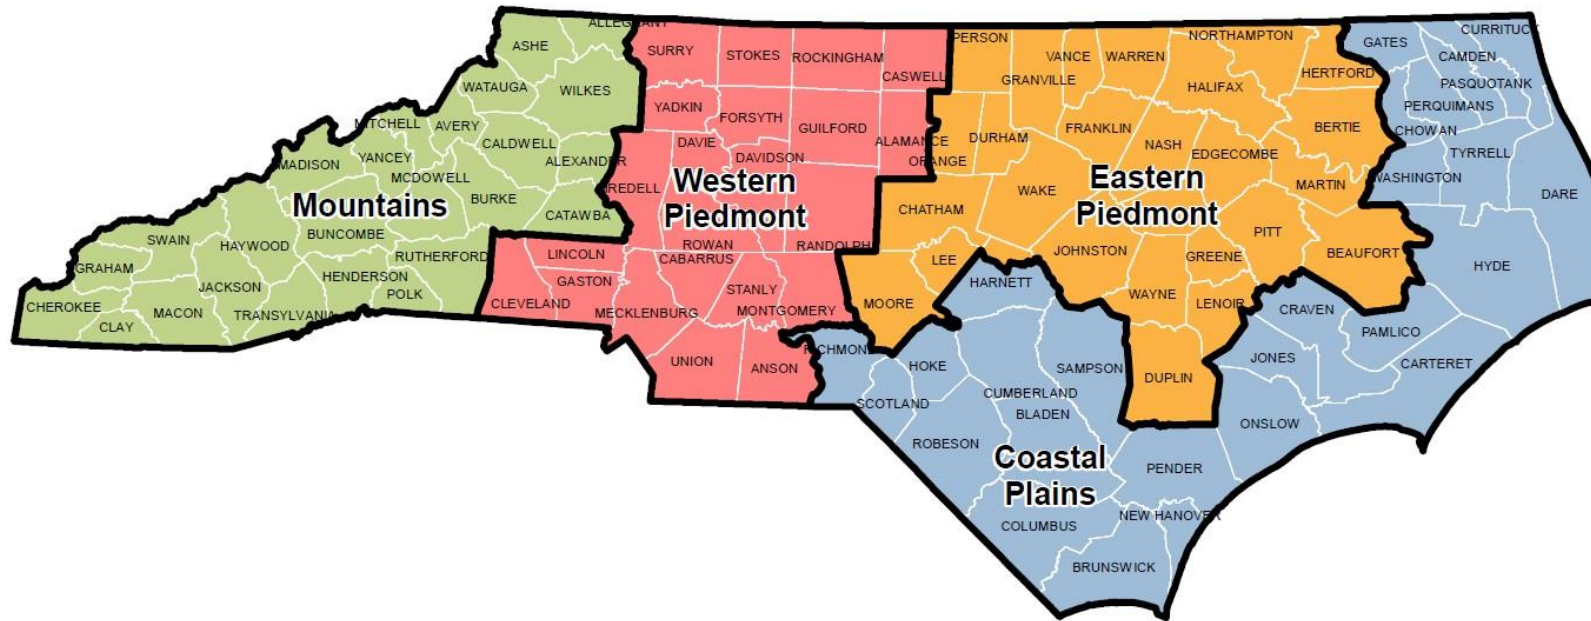 ALLEGHANY
ASHE
WATAUGA
WILKES
MITCHELL
AVERY
CALDWELL
ALEXANDER
MADISON
YANCEY
MCDOWELL
BURKE
CATAWBA
Mountains
BUNCOMBE
SWAIN
HAYWOOD
RUTHERFORD
GRAHAM
HENDERSON
JACKSON
POLK
CHEROKEE
MACON
TRANSYLVANIA
CLAY
SURRY
STOKES
ROCKINGHAM
CASWELL
YADKIN
FORSYTH
GUILFORD
ALAMANCE
DAVIE
DAVIDSON
IREDELL
Western
Piedmont
ROWAN
RANDOLPH
LINCOLN
CABARRUS
GASTON
STANLY
CLEVELAND
MECKLENBURG
MONTGOMERY
UNION
ANSON
PERSON
GRANVILLE
VANCE
WARREN
NORTHAMPTON
HERTFORD
HALIFAX
BERTIE
FRANKLIN
DURHAM
ORANGE
NASH
EDGECOMBE
MARTIN
Eastern
Piedmont
WAKE
CHATHAM
PITT
JOHNSTON
GREENE
BEAUFORT
LEE
MOORE
WAYNE
LENOIR
DUPLIN
GATES
CURRITUCK
CAMDEN
PASQUOTANK
PERQUIMANS
CHOWAN
TYRRELL
WASHINGTON
DARE
HYDE
HARNETT
CRAVEN
PAMLICO
RICHMOND
JONES
CARTERET
HOKE
SAMPSON
CUMBERLAND
SCOTLAND
BLADEN
ONSLOW
ROBESON
Coastal
Plains
PENDER
NEW HANOVER
COLUMBUS
BRUNSWICK